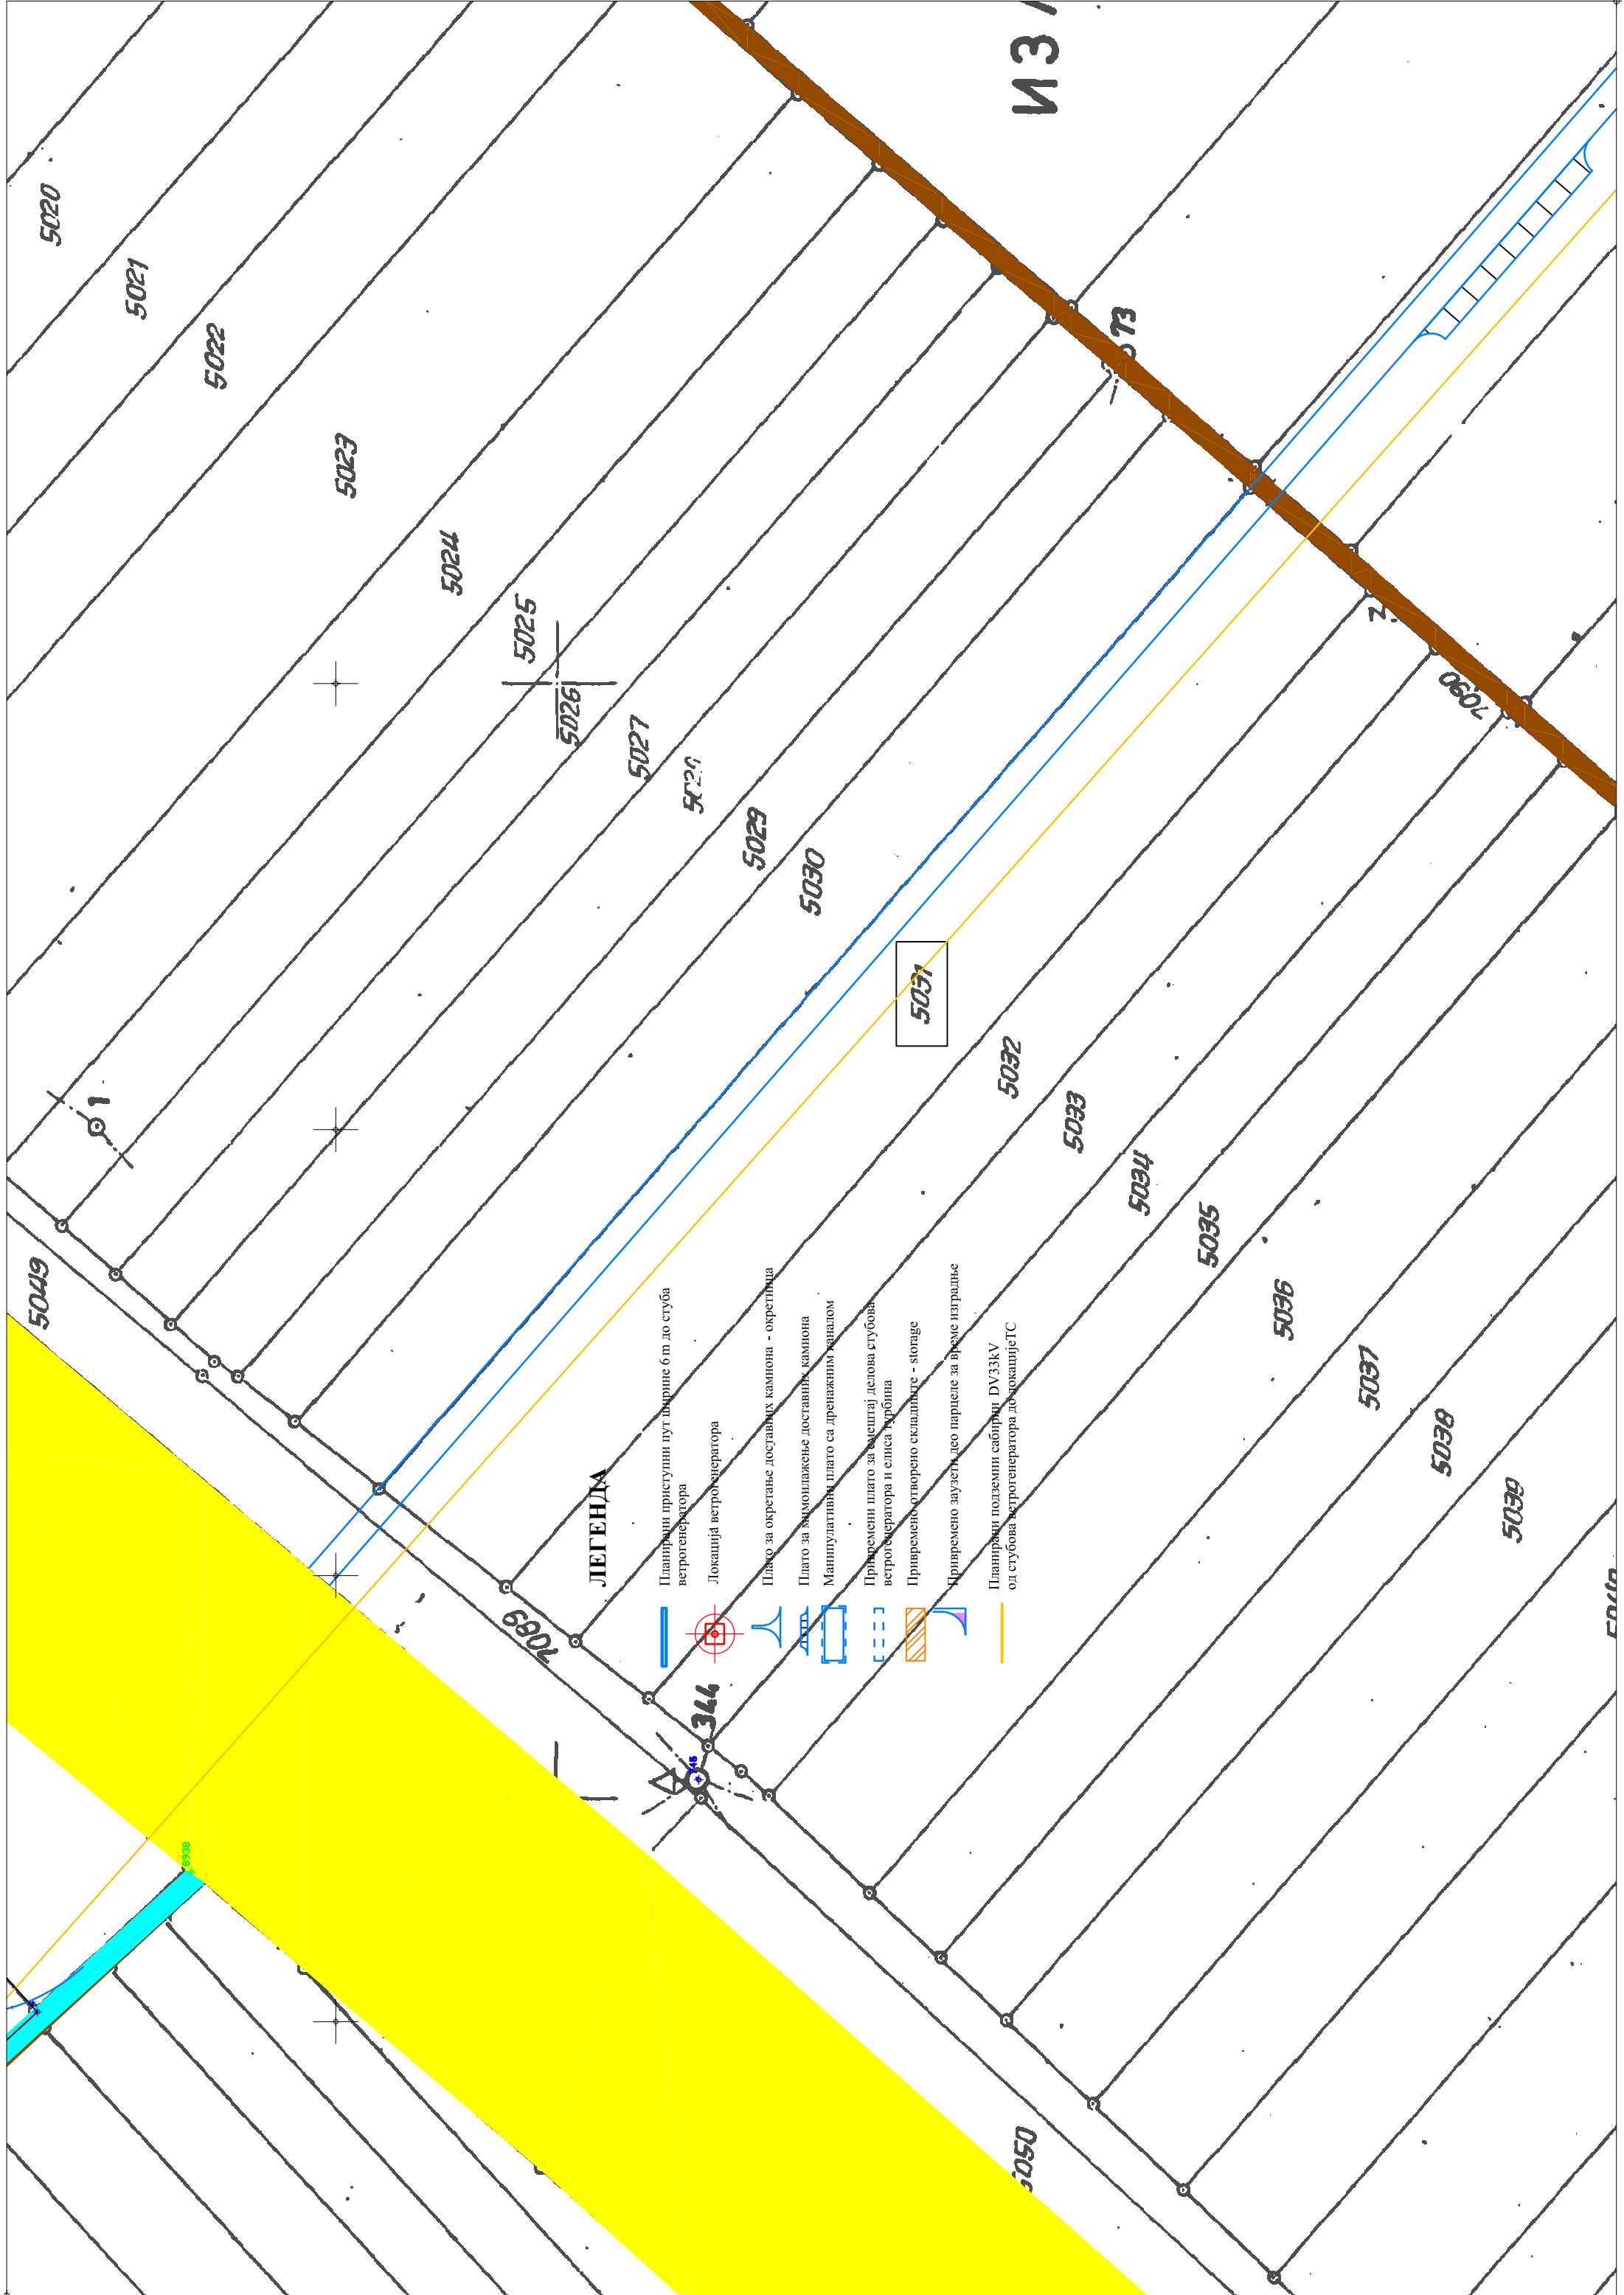 ИЗ
5020
5021
5022
5023
5024
5025
5026
5027
5029
5030
5031
5032
5033
5034
5035
5036
5037
5038
5039
73
7090
1
5049
7089
344
8938
ЛЕГЕНДА
Планирани приступни пут ширине 6 m до стуба
ветрогенератора
Локација ветрогенератора
Плато за окретање доставних камиона - окретница
Плато за мимоилажење доставних камиона
Манипулативни плато са дренажним каналом
Привремени плато за смештај делова стубова
ветрогенератора и елиса турбина
Привремено отворено складиште - storage
Привремено заузети део парцеле за време изградње
Планирани подземни сабирни DV33kV
од стубова ветрогенератора до локацијеТС